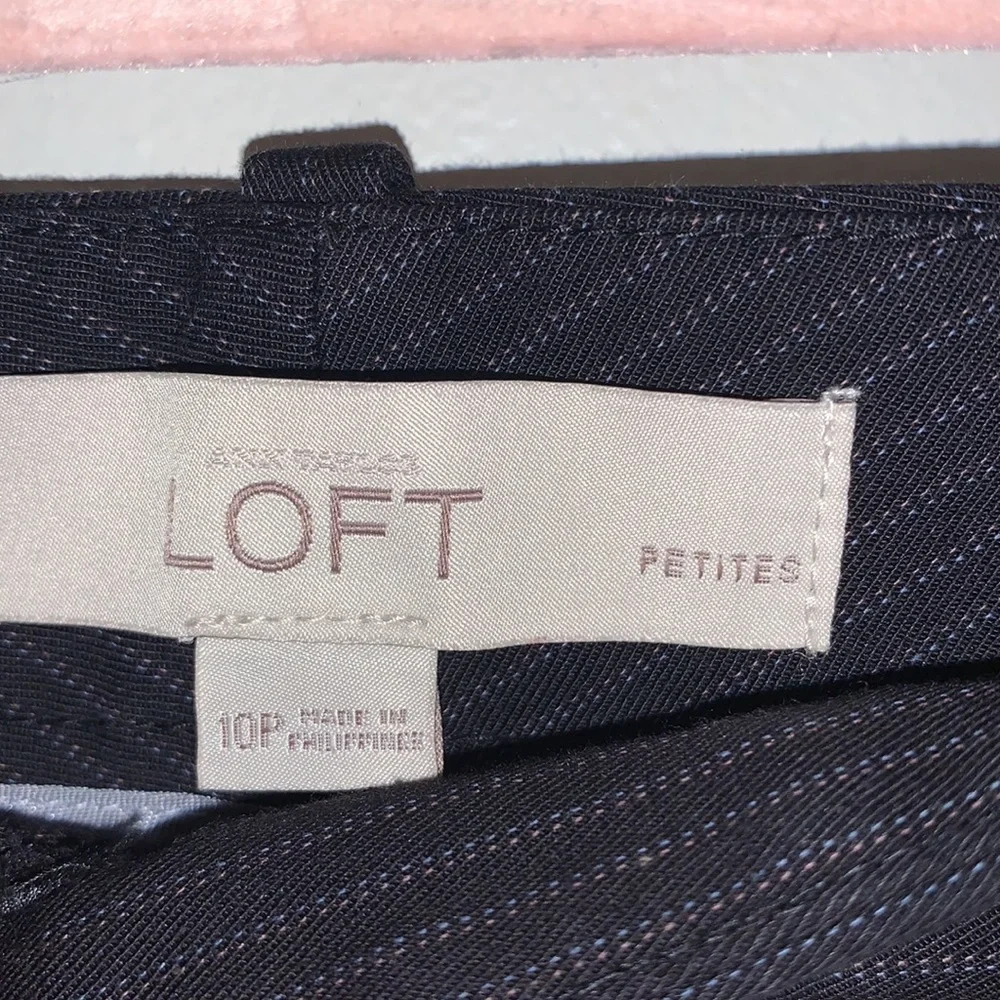 ANN TAYLOR
LOFT
PETITES
10P MADE IN
PHILIPPINES